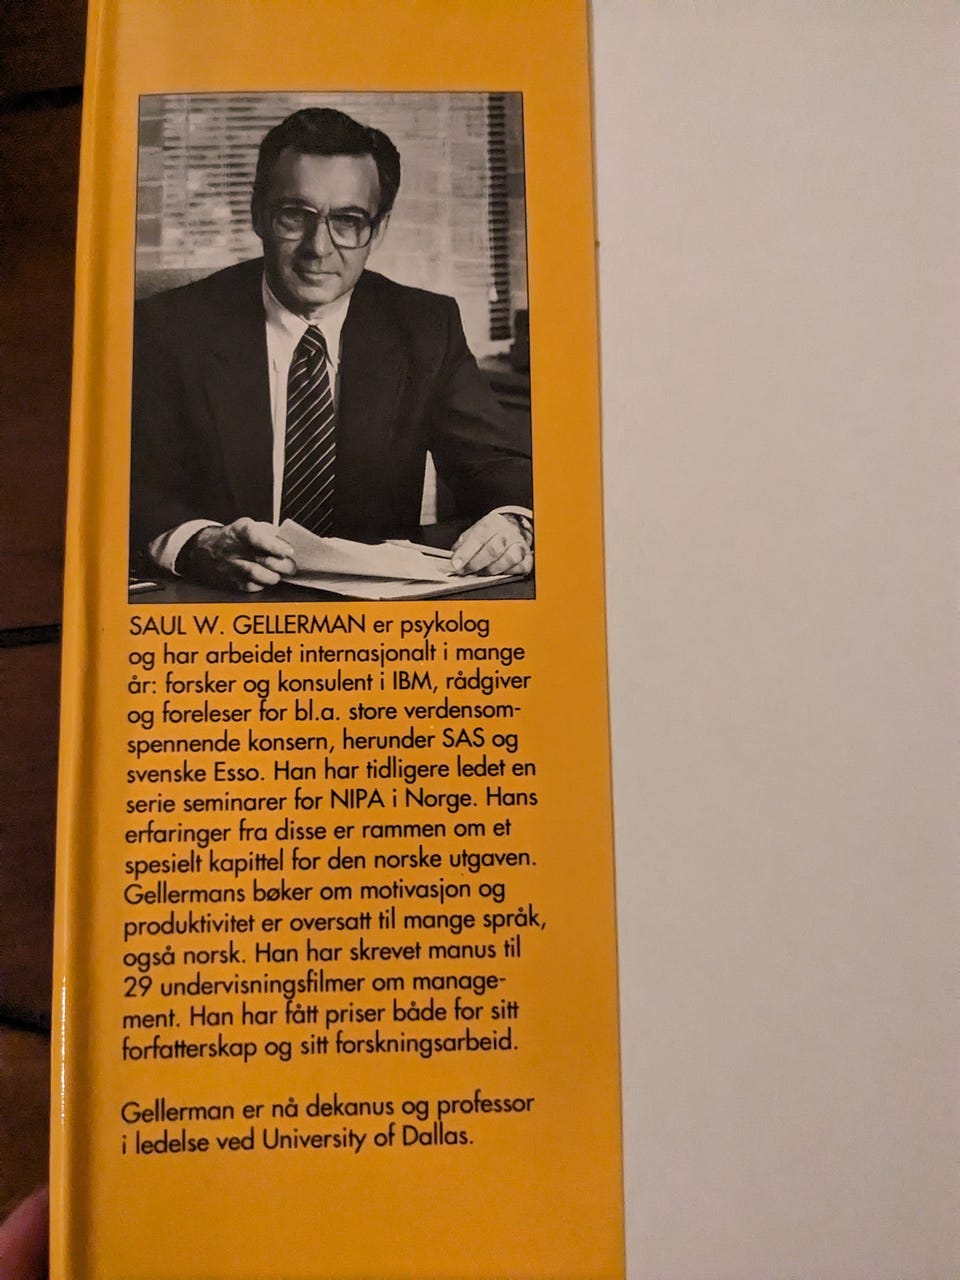 SAUL W. GELLERMAN er psykolog
og har arbeidet internasjonalt i mange
år: forsker og konsulent i IBM, rådgiver
og foreleser for bl.a. store verdensom-
spennende konsern, herunder SAS og
svenske Esso. Han har tidligere ledet en
serie seminarer for NIPA i Norge. Hans
erfaringer fra disse er rammen om et
spesielt kapittel for den norske utgaven.
Gellermans bøker om motivasjon og
produktivitet er oversatt til mange språk,
også norsk. Han har skrevet manus til
29 undervisningsfilmer om manage-
ment. Han har fått priser både for sitt
forfatterskap og sitt forskningsarbeid.
Gellerman er nå dekanus og professor
i ledelse ved University of Dallas.